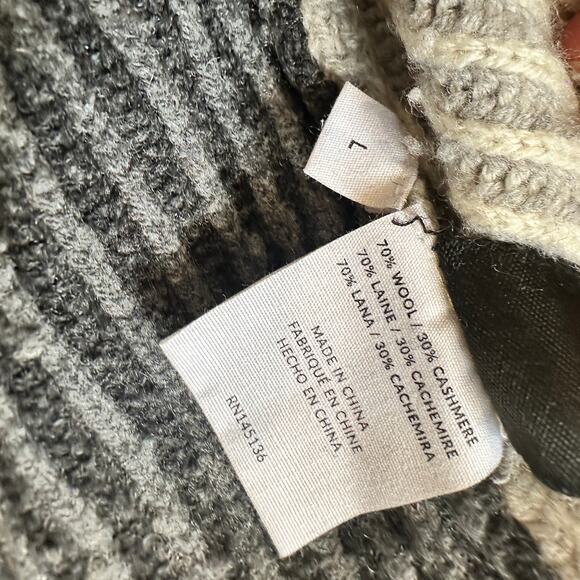 L
70% WOOL / 30% CASHMERE
70% LAINE / 30% CACHEMIRE
70% LANA / 30% CACHEMIRA
MADE IN CHINA
FABRIQUÉ EN CHINE
HECHO EN CHINA
RN145136